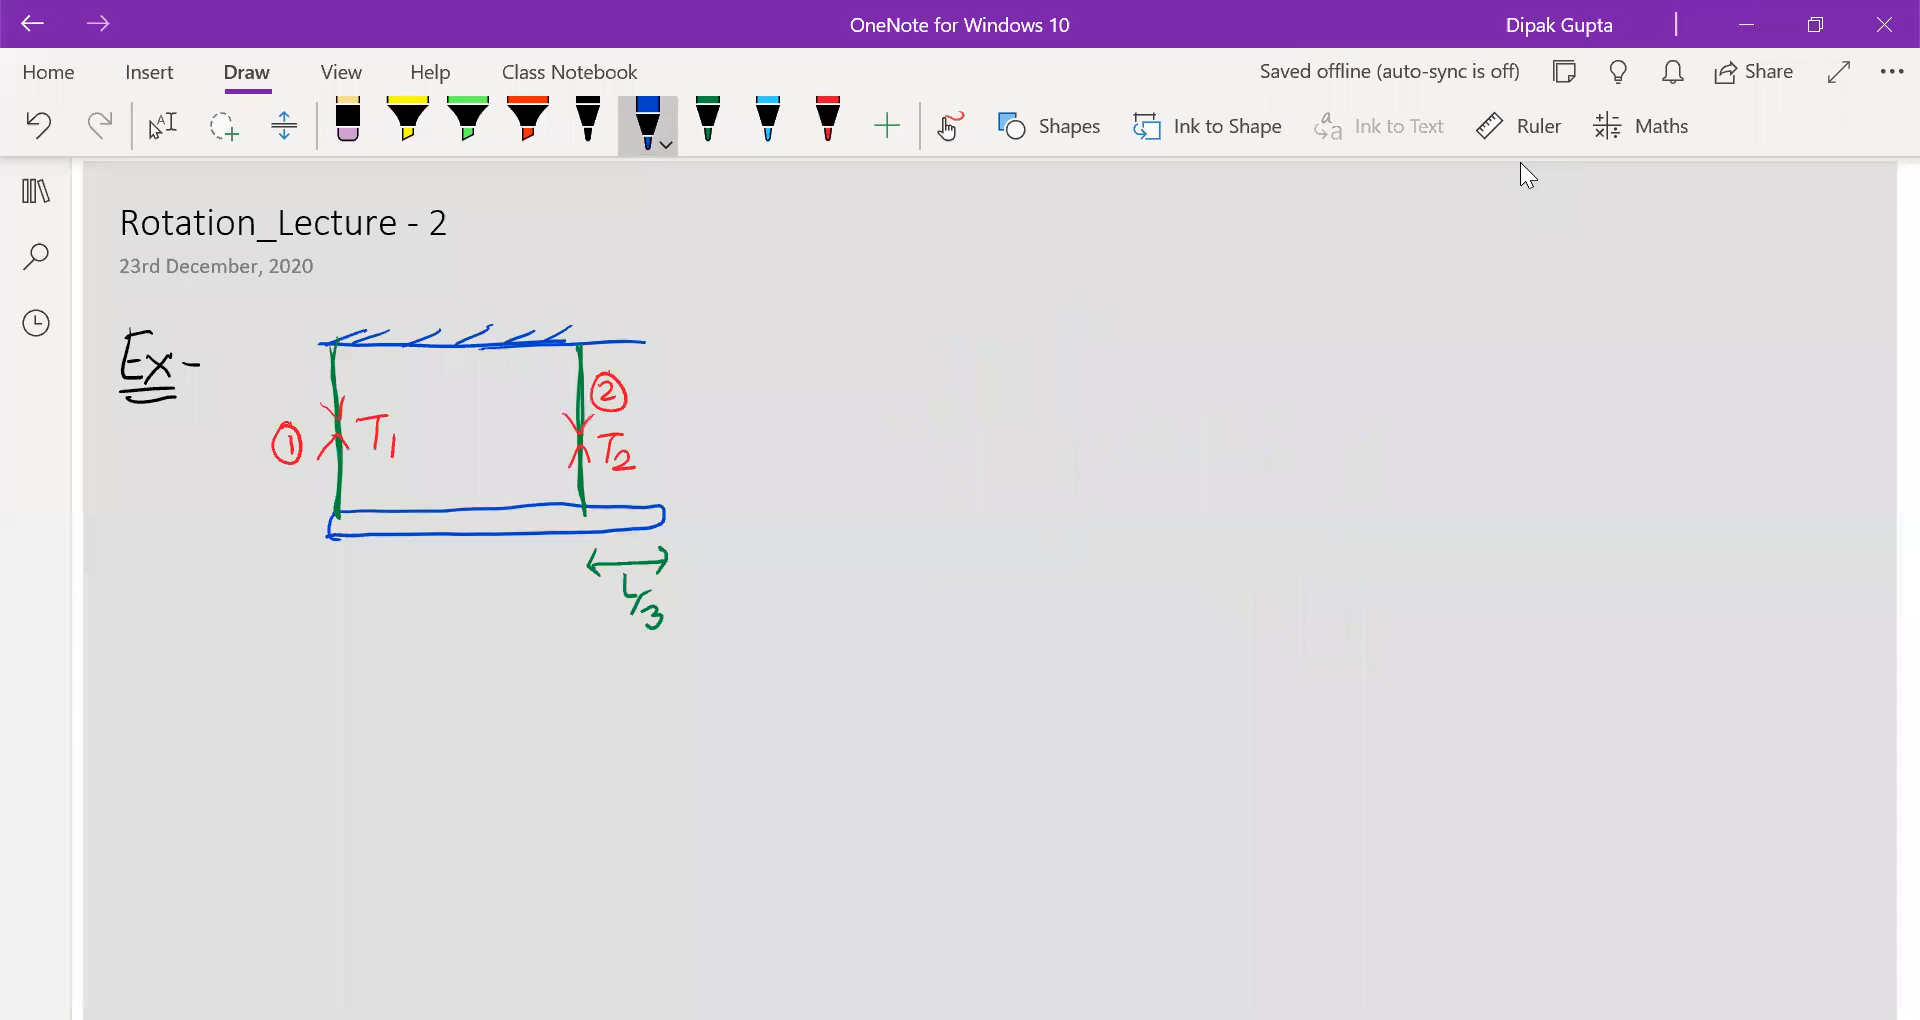 OneNote for Windows 10
Dipak Gupta
Home Insert Draw View Help Class Notebook
Saved offline (auto-sync is off) Share
Shapes Ink to Shape Ink to Text Ruler Maths
Rotation_Lecture - 2
23rd December, 2020
Ex -
② 
① T1 T2
L/3